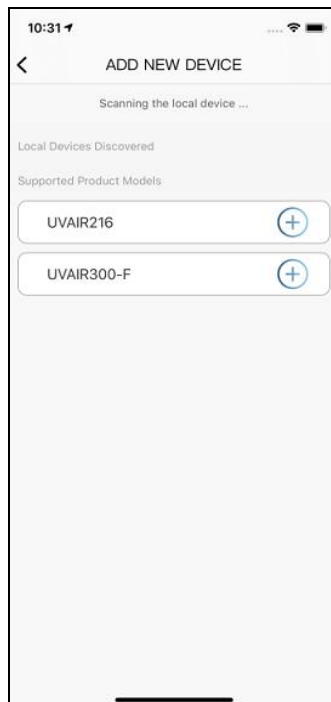 10:31
ADD NEW DEVICE
Scanning the local device ...
Local Devices Discovered
Supported Product Models
UVAIR216
UVAIR300-F